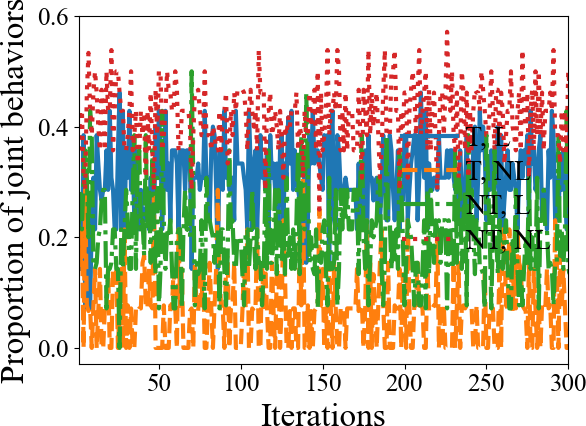 Proportion of joint behaviors
0.6
0.4
0.2
0.0
T, L
T, NL
NT, L
NT, NL
50 100 150 200 250 300
Iterations